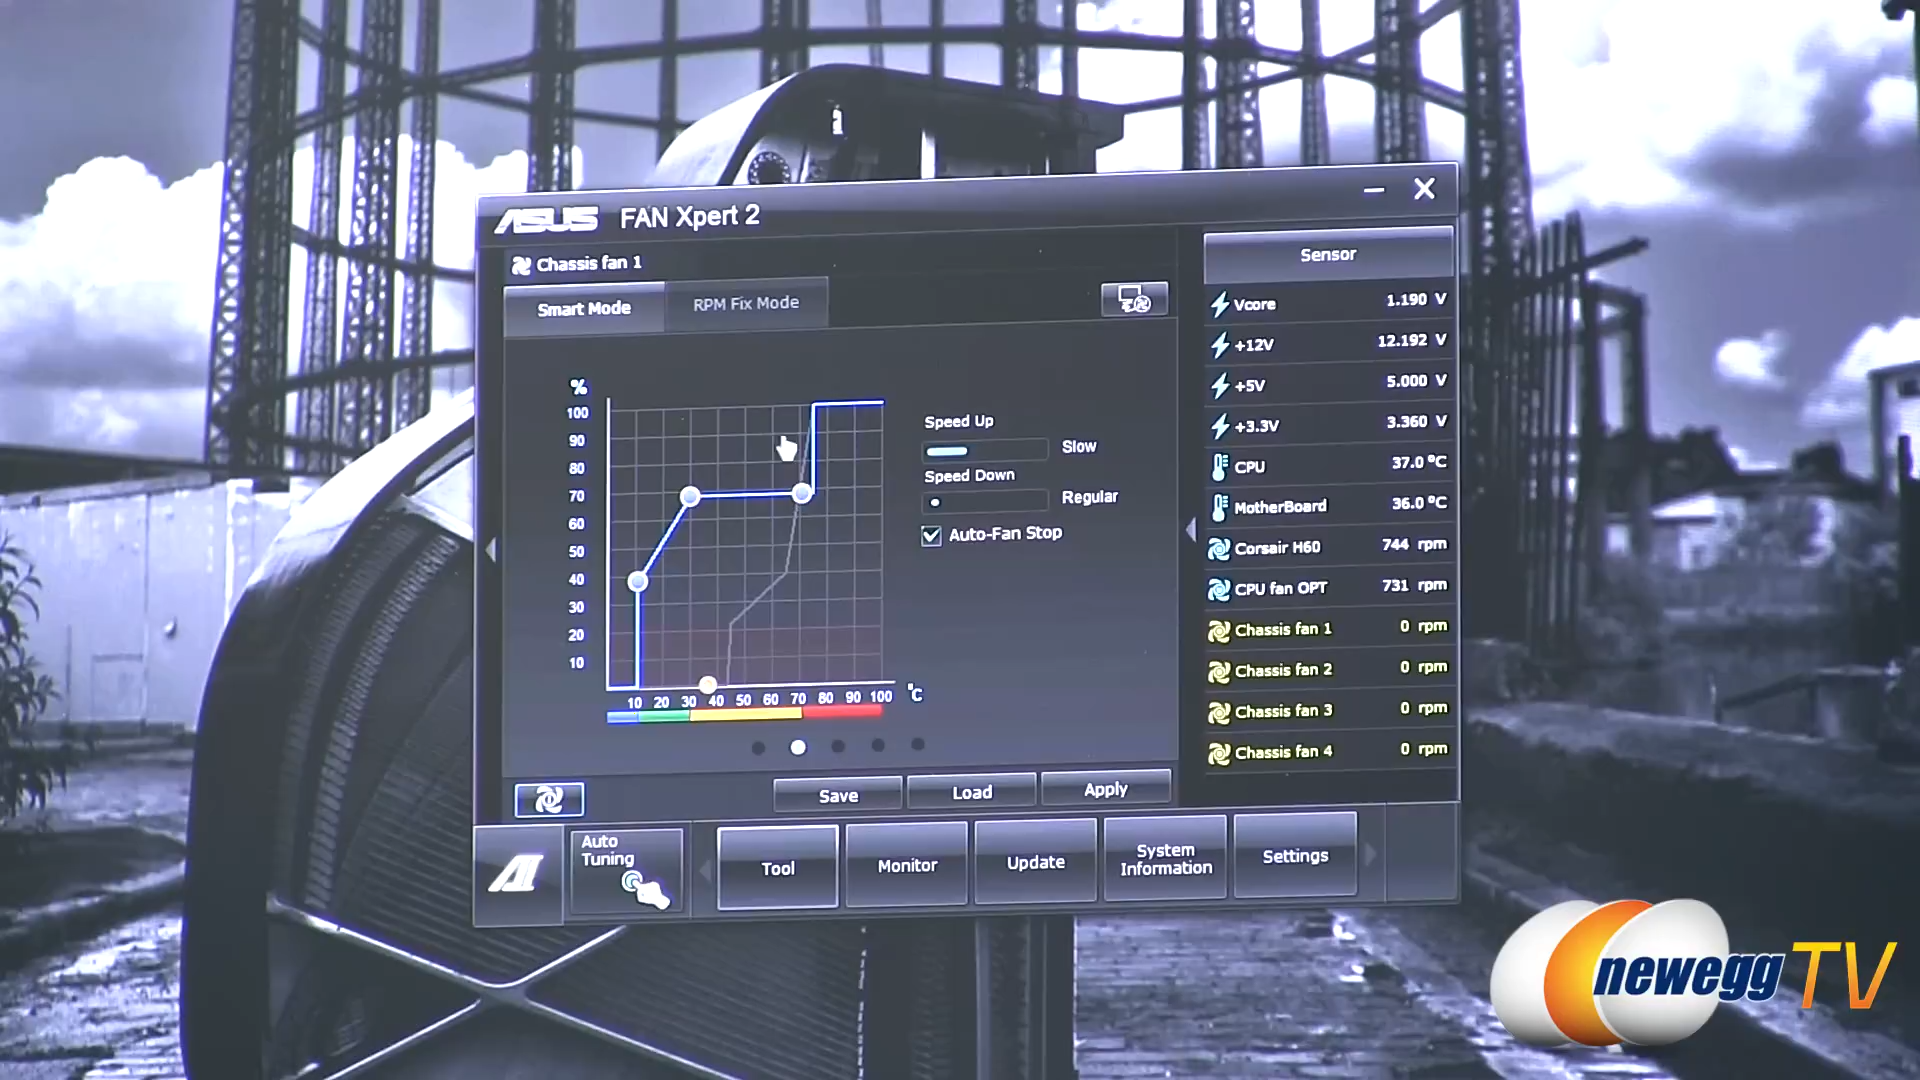 ASUS FAN Xpert 2
Chassis fan 1
Smart Mode
RPM Fix Mode
%
100
90
80
70
60
50
40
30
20
10
10 20 30 40 50 60 70 80 90 100 °C
Speed Up
Slow
Speed Down
Regular
Auto-Fan Stop
Save
Load
Apply
Sensor
Vcore 1.190 V
+12V 12.192 V
+5V 5.000 V
+3.3V 3.360 V
CPU 37.0 °C
MotherBoard 36.0 °C
Corsair H60 744 rpm
CPU fan OPT 731 rpm
Chassis fan 1 0 rpm
Chassis fan 2 0 rpm
Chassis fan 3 0 rpm
Chassis fan 4 0 rpm
Auto
Tuning
Tool
Monitor
Update
System
Information
Settings
newegg TV